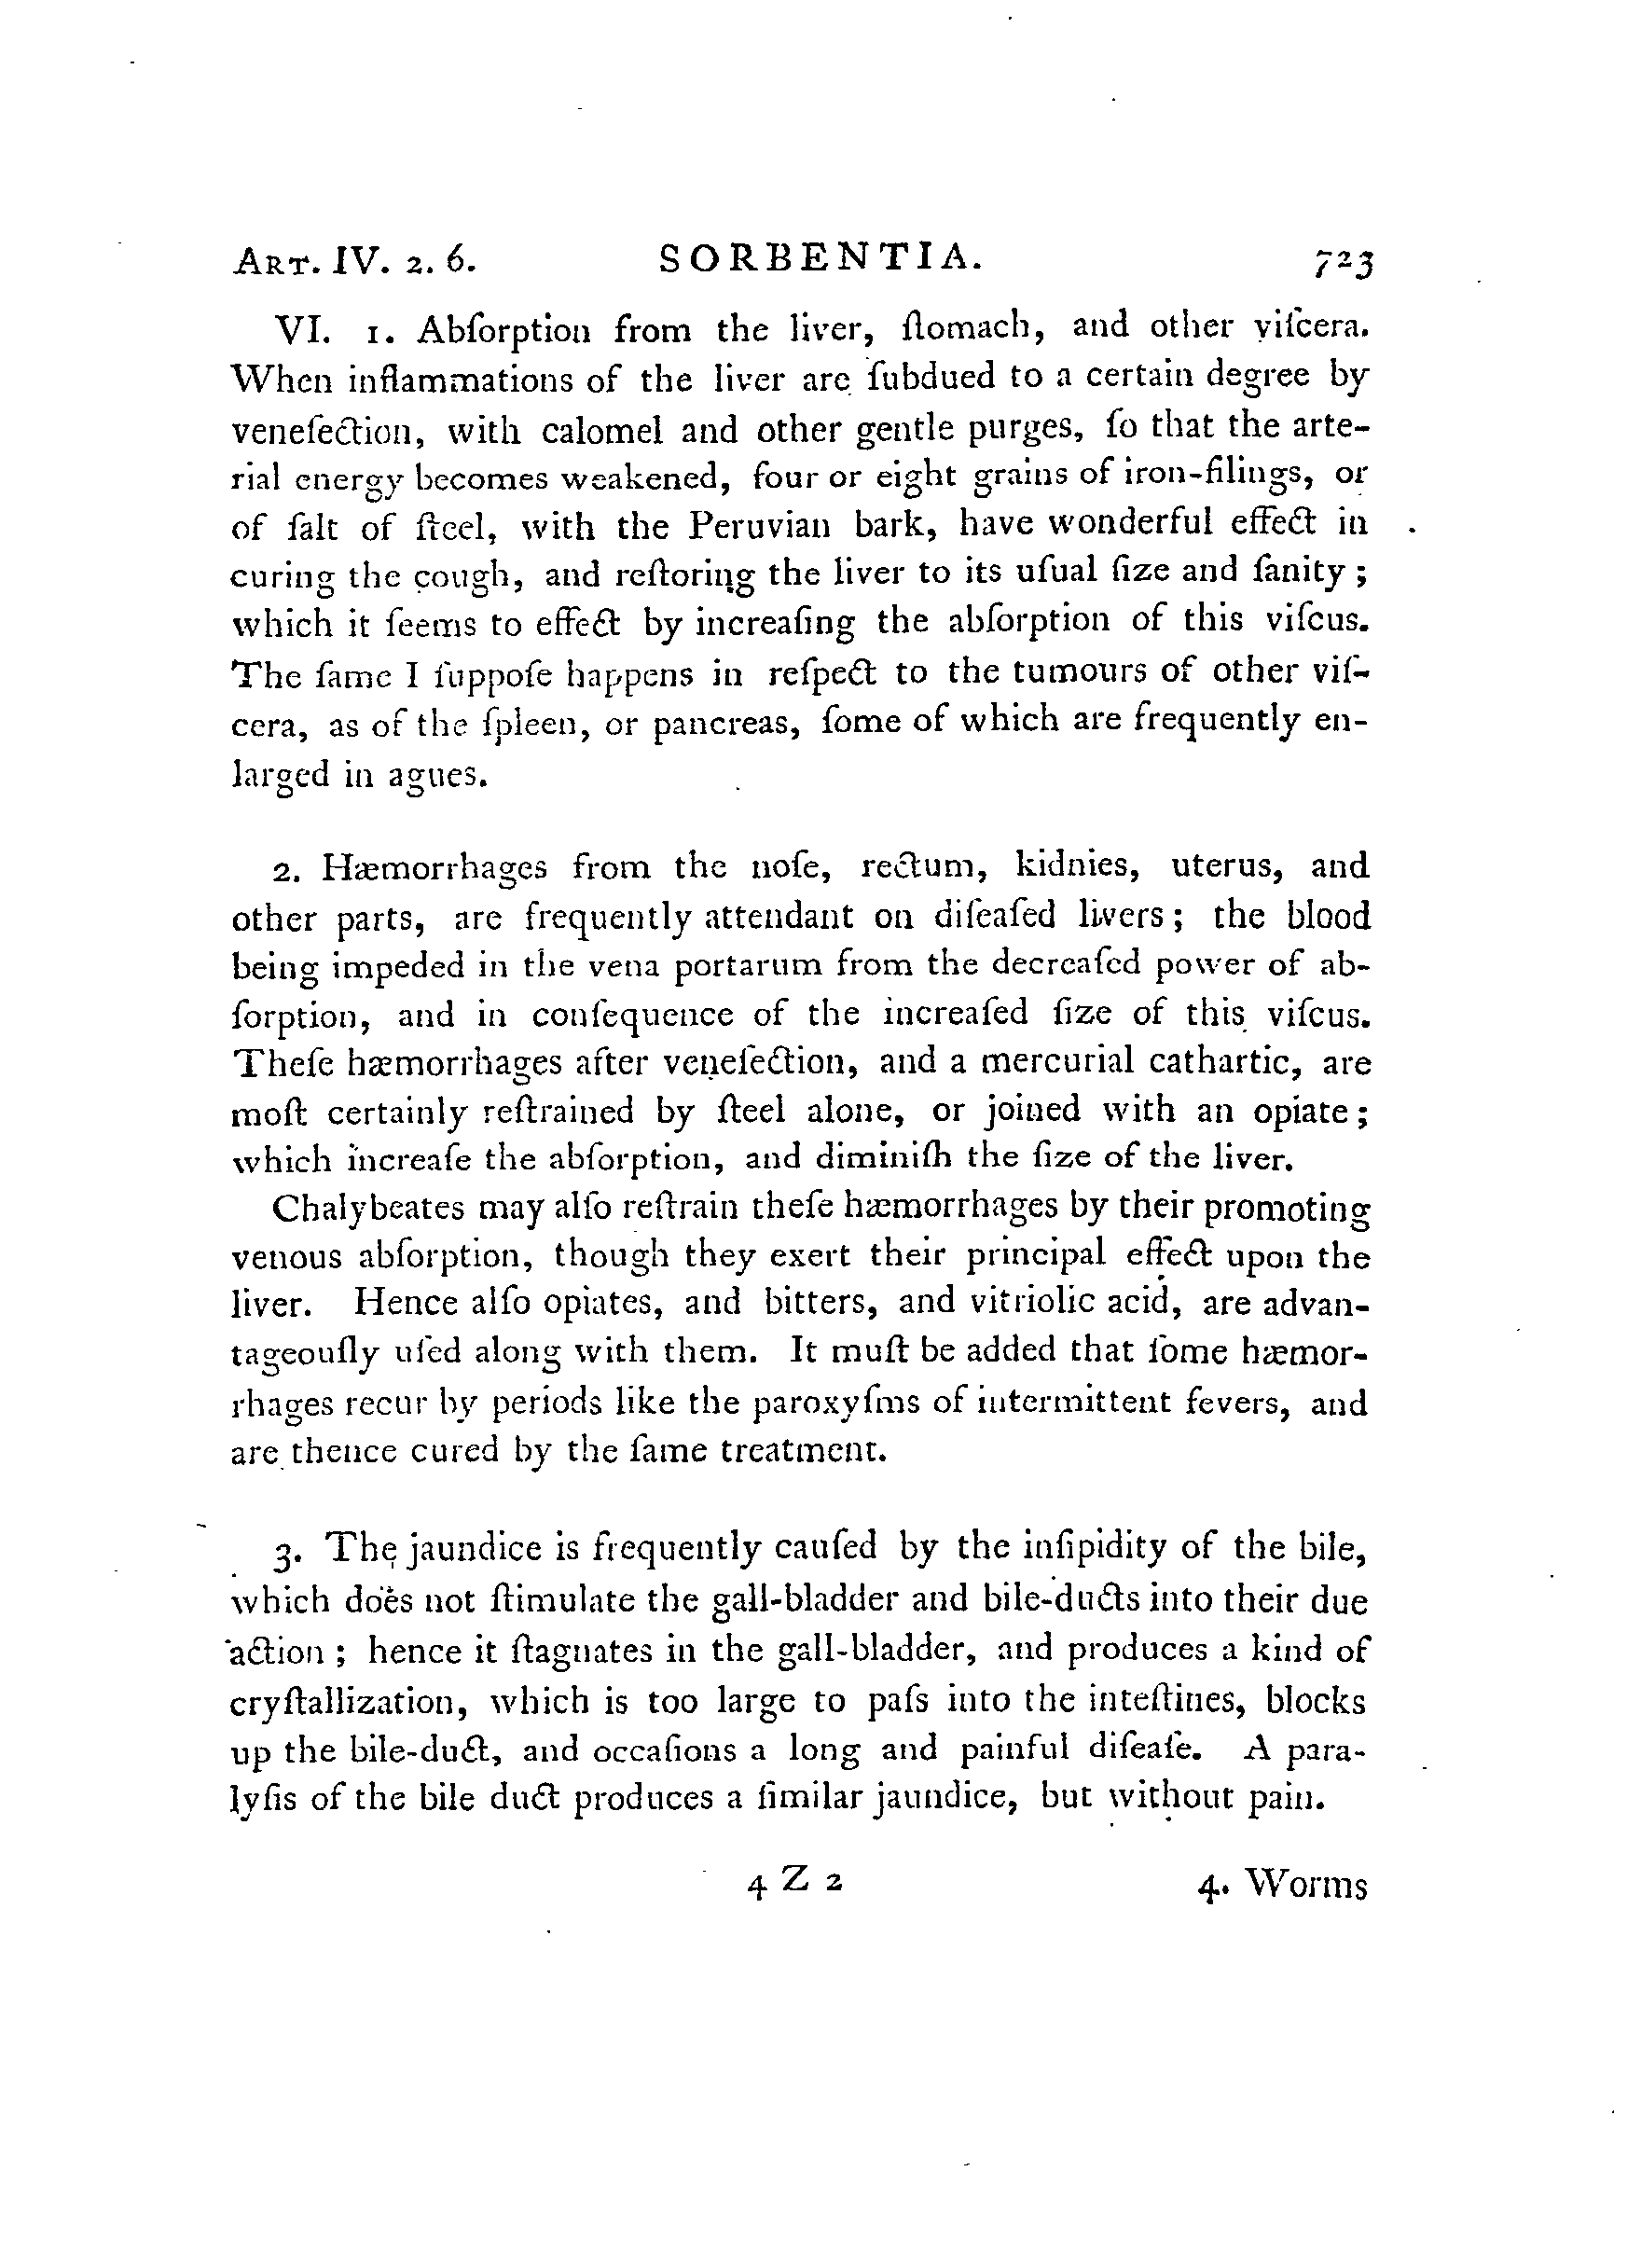 ART. IV. 2. 6. SORBENTIA. 723
VI. 1. Abſorption from the liver, ſtomach, and other viſcera.
When inflammations of the liver are ſubdued to a certain degree by
veneſection, with calomel and other gentle purges, ſo that the arte-
rial energy becomes weakened, four or eight grains of iron-filings, or
of ſalt of ſteel, with the Peruvian bark, have wonderful effect in
curing the cough, and reſtoring the liver to its uſual ſize and ſanity;
which it ſeems to effect by increaſing the abſorption of this viſcus.
The ſame I ſuppoſe happens in reſpect to the tumours of other viſ-
cera, as of the ſpleen, or pancreas, ſome of which are frequently en-
larged in agues.
2. Hæmorrhages from the noſe, rectum, kidnies, uterus, and
other parts, are frequently attendant on diſeaſed livers; the blood
being impeded in the vena portarum from the decreaſed power of ab-
ſorption, and in conſequence of the increaſed ſize of this viſcus.
Theſe hæmorrhages after veneſection, and a mercurial cathartic, are
moſt certainly reſtrained by ſteel alone, or joined with an opiate;
which increaſe the abſorption, and diminiſh the ſize of the liver.
Chalybeates may alſo reſtrain theſe hæmorrhages by their promoting
venous abſorption, though they exert their principal effect upon the
liver. Hence alſo opiates, and bitters, and vitriolic acid, are advan-
tageouſly uſed along with them. It muſt be added that ſome hæmor-
rhages recur by periods like the paroxyſms of intermittent fevers, and
are thence cured by the ſame treatment.
3. The jaundice is frequently cauſed by the inſipidity of the bile,
which does not ſtimulate the gall-bladder and bile-ducts into their due
action; hence it ſtagnates in the gall-bladder, and produces a kind of
cryſtallization, which is too large to paſs into the inteſtines, blocks
up the bile-duct, and occaſions a long and painful diſeaſe. A para-
lyſis of the bile duct produces a ſimilar jaundice, but without pain.
4 Z 2 4. Worms